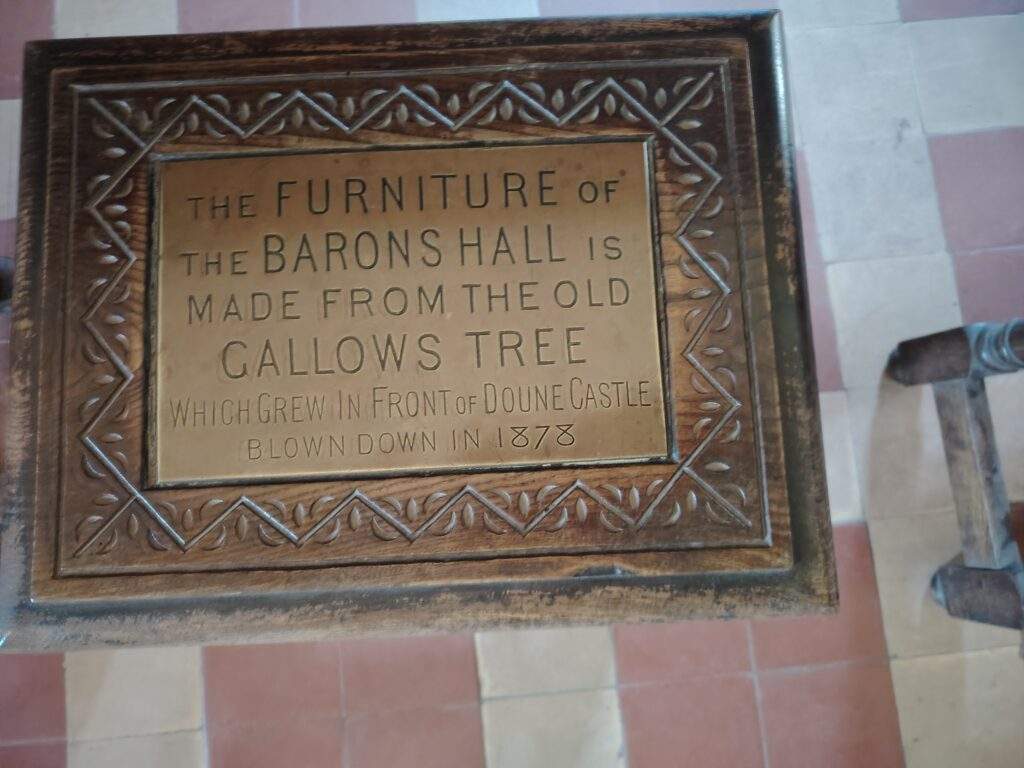 THE FURNITURE OF
THE BARONS HALL IS
MADE FROM THE OLD
GALLOWS TREE
WHICH GREW IN FRONT OF DOUNE CASTLE
BLOWN DOWN IN 1878